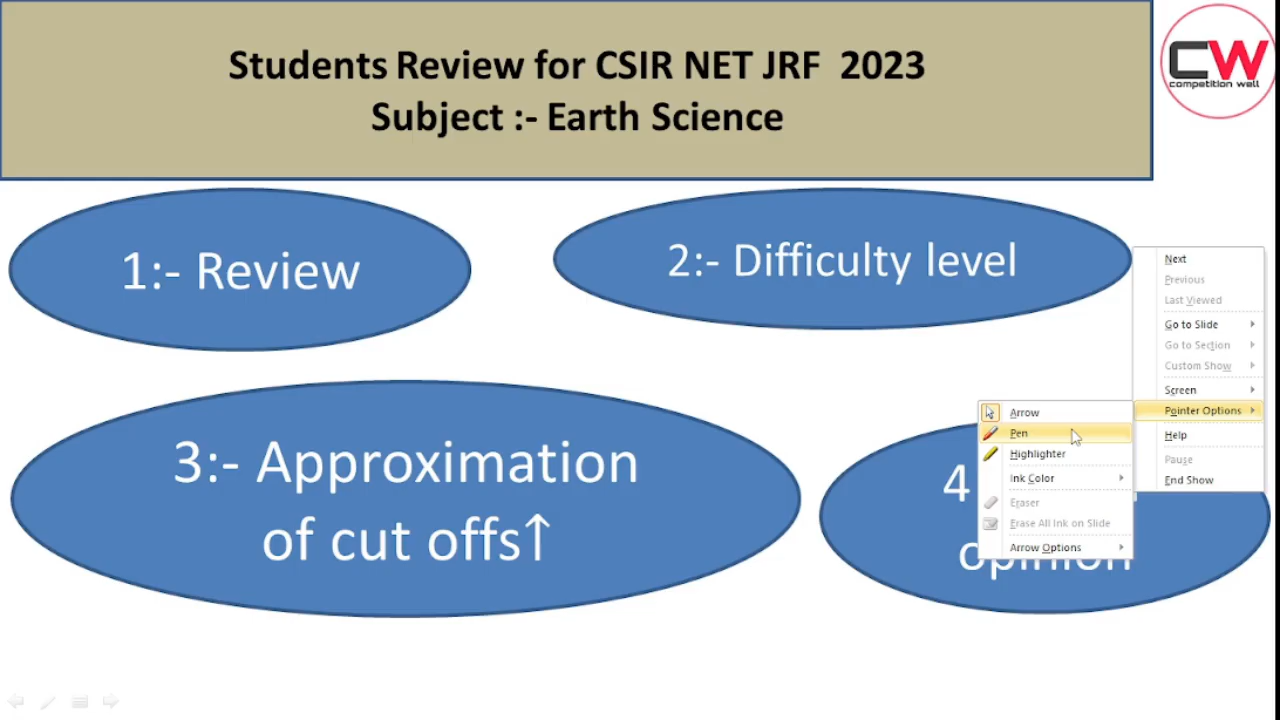 Students Review for CSIR NET JRF 2023
Subject :- Earth Science
CW
competition well
1:- Review
2:- Difficulty level
3:- Approximation
of cut offs↑
4
opinion
Next
Previous
Last Viewed
Go to Slide
Go to Section
Custom Show
Screen
Pointer Options
Help
Pause
End Show
Arrow
Pen
Highlighter
Ink Color
Eraser
Erase All Ink on Slide
Arrow Options